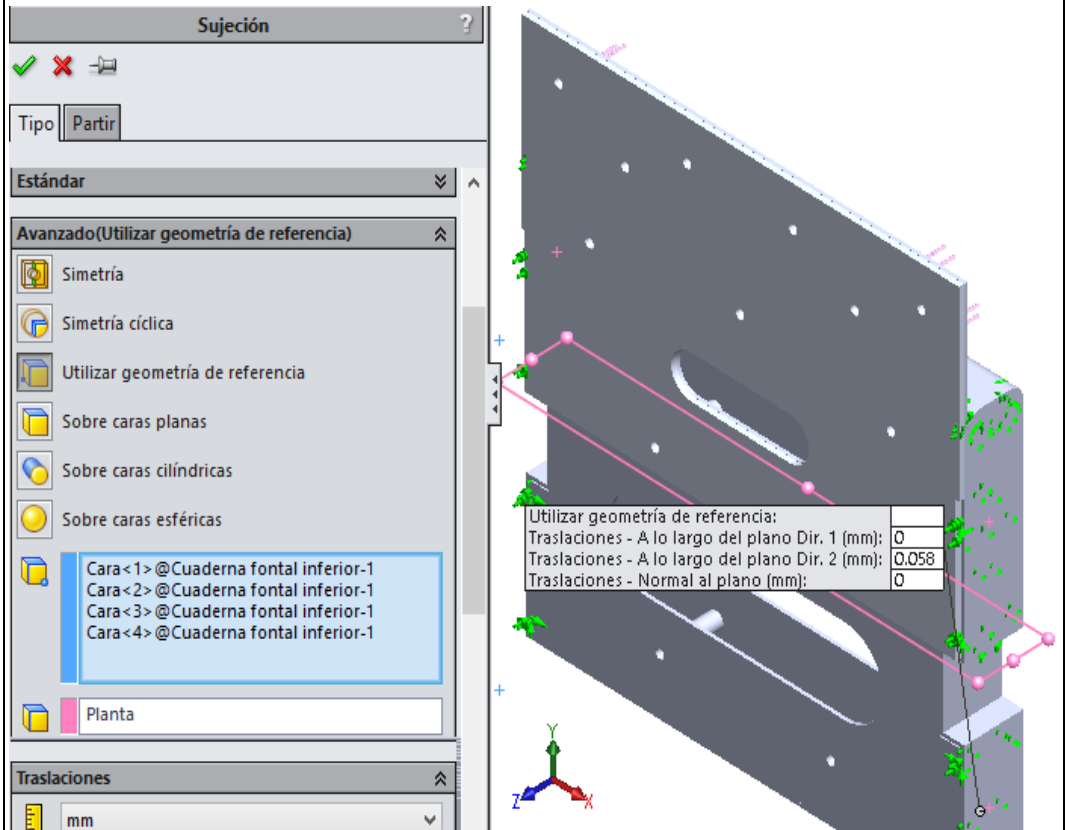 Sujeción
?
Tipo
Partir
Estándar
Avanzado(Utilizar geometría de referencia)
Simetría
Simetría cíclica
Utilizar geometría de referencia
Sobre caras planas
Sobre caras cilíndricas
Sobre caras esféricas
Cara<1>@Cuaderna fontal inferior-1
Cara<2>@Cuaderna fontal inferior-1
Cara<3>@Cuaderna fontal inferior-1
Cara<4>@Cuaderna fontal inferior-1
Planta
Traslaciones
mm
Utilizar geometría de referencia:
Traslaciones - A lo largo del plano Dir. 1 (mm): 0
Traslaciones - A lo largo del plano Dir. 2 (mm): 0.058
Traslaciones - Normal al plano (mm): 0
Y
Z
X